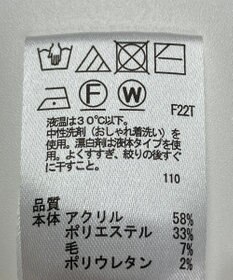 F W F22T
液温は30℃以下。
中性洗剤(おしゃれ着洗い)を
使用。漂白剤は液体タイプを使
用。よくすすぎ、絞りの後すぐ
に干すこと。
110
品質
本体 アクリル 58%
ポリエステル 33%
毛 7%
ポリウレタン 2%